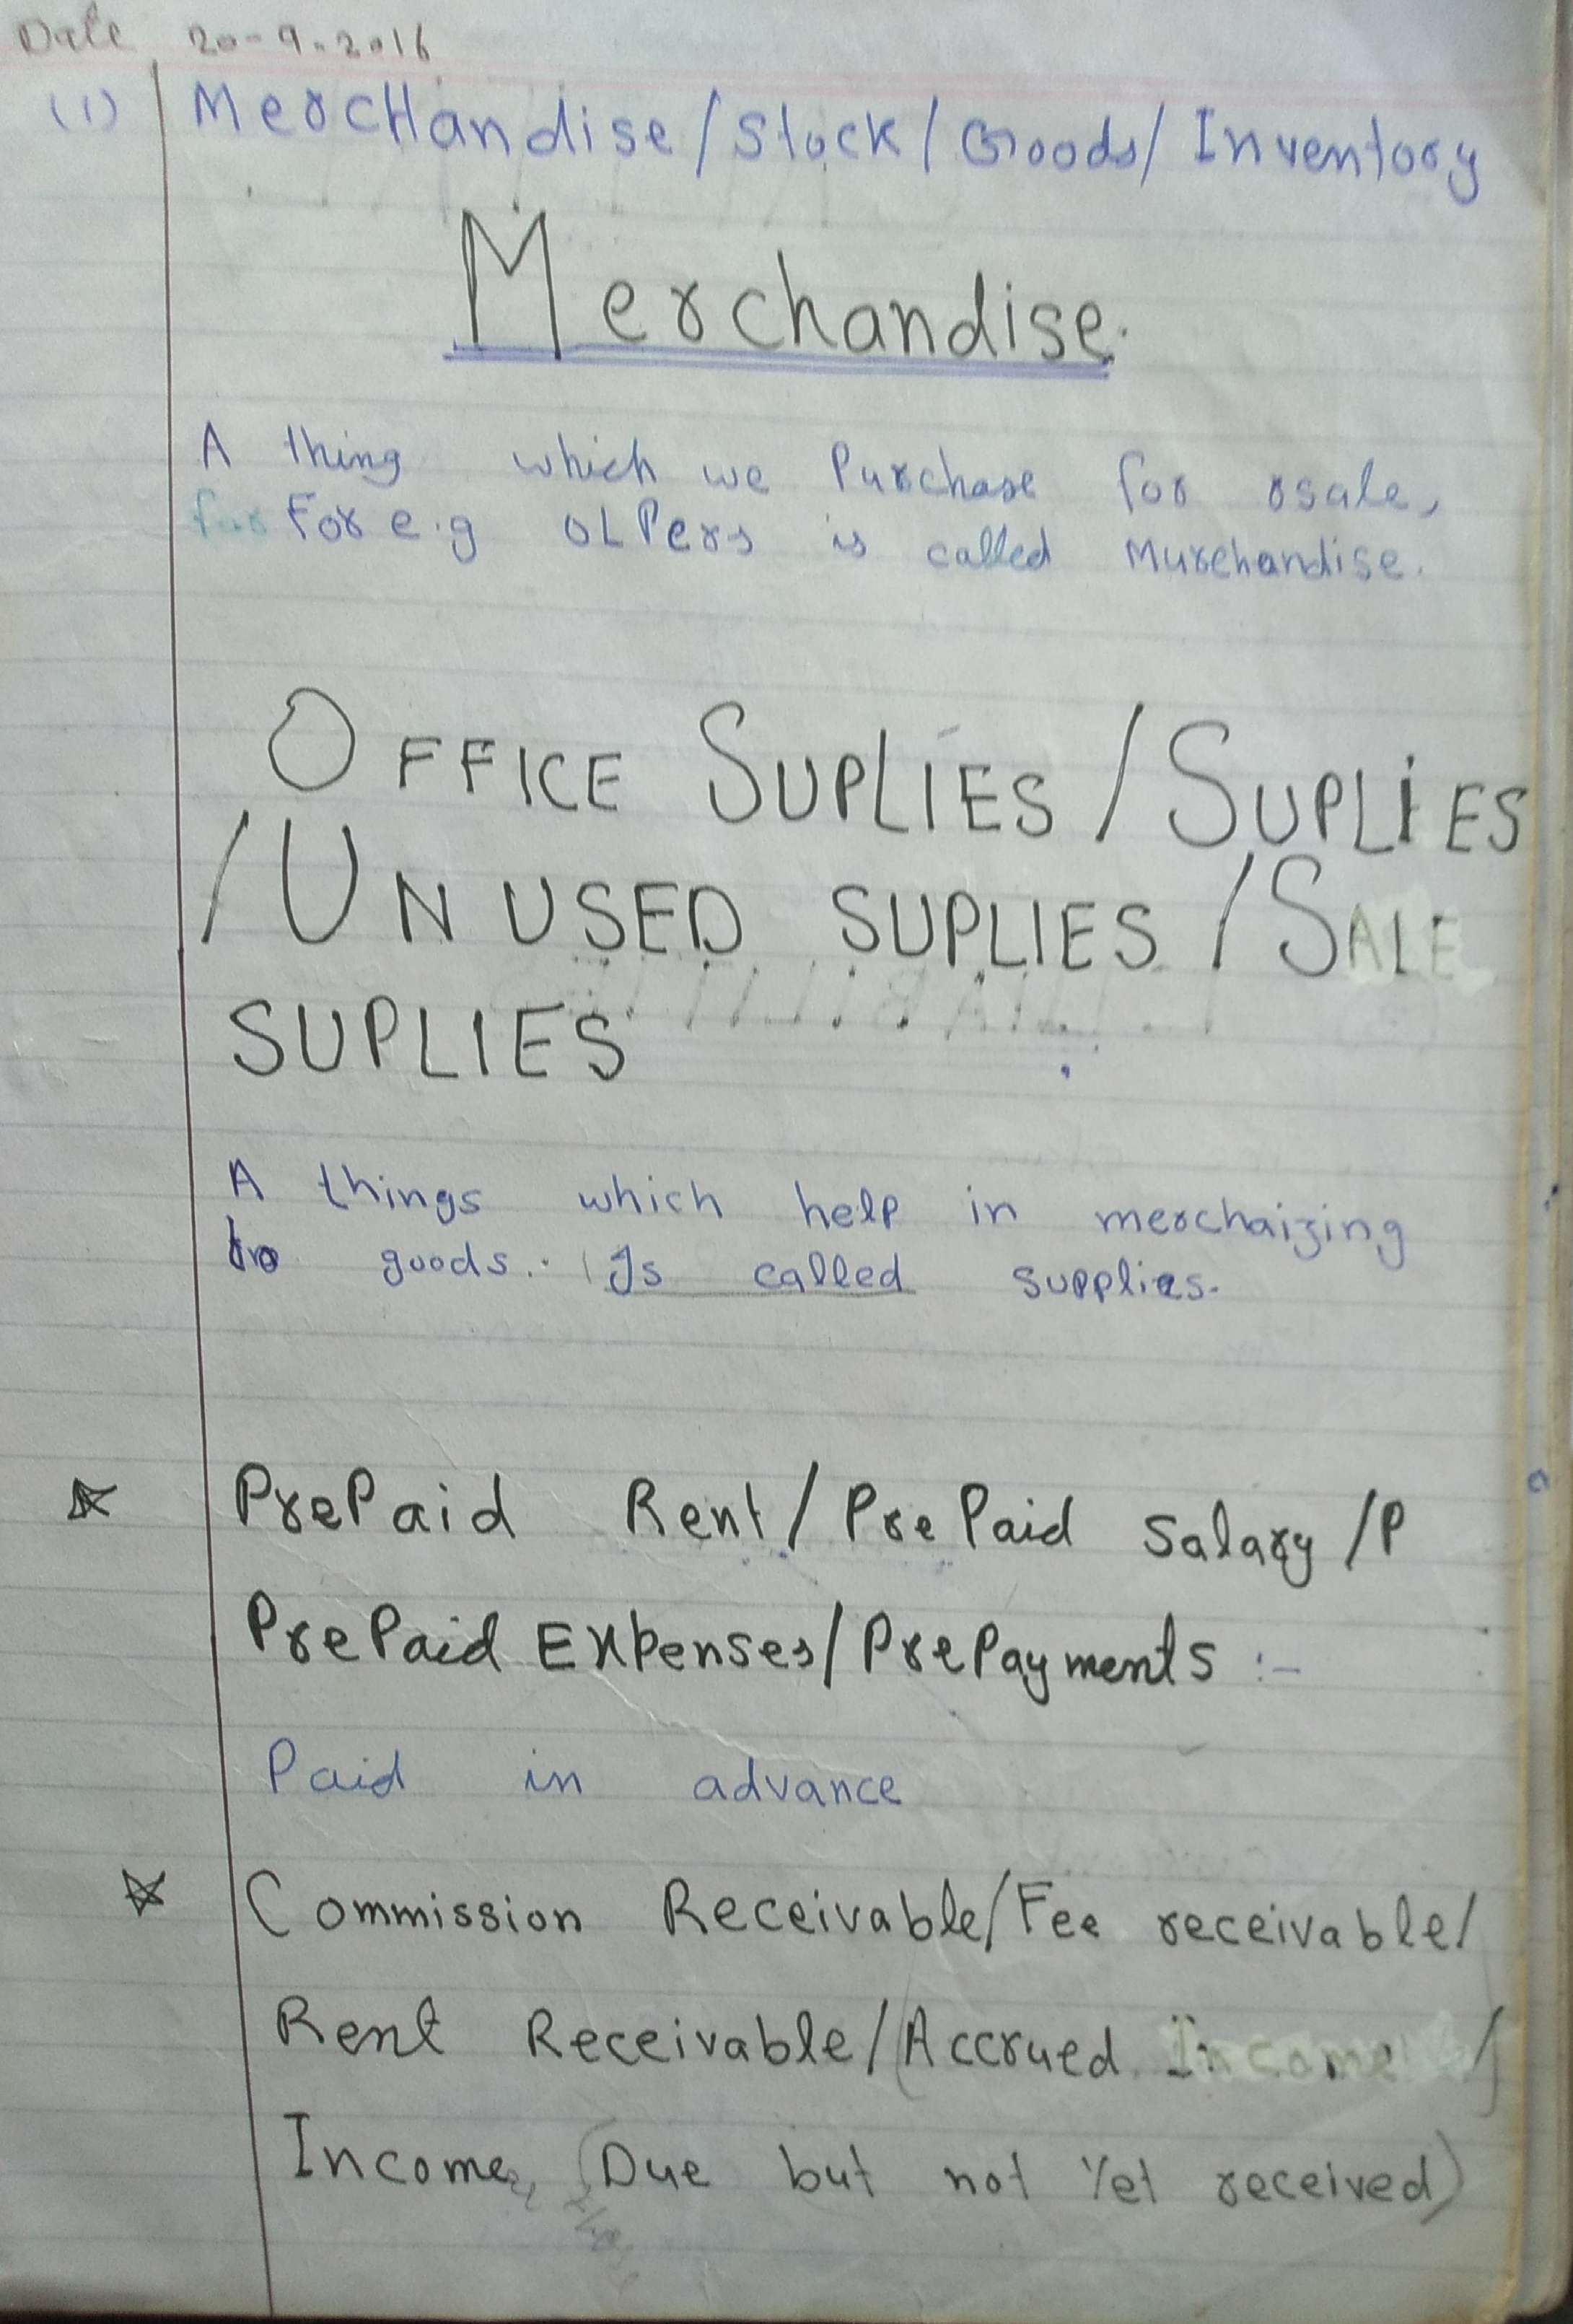 Date 20-9-2016
(1) MercHandise/Stock/Goods/Inventory
Merchandise.
A thing which we Purchase for rsale,
for For e.g OLPers is called Murchandise.
OFFICE SUPLIES/SUPLIES
/UNUSED SUPLIES/SALE
SUPLIES
A things which help in merchaizing
to goods. Is called supplies.
PrePaid Rent/PrePaid Salary/P
PrePaid Expenses/PrePayments :-
Paid in advance
Commission Receivable/Fee receivable/
Rent Receivable/(Accrued Income/
Income, (Due but not Yet received)